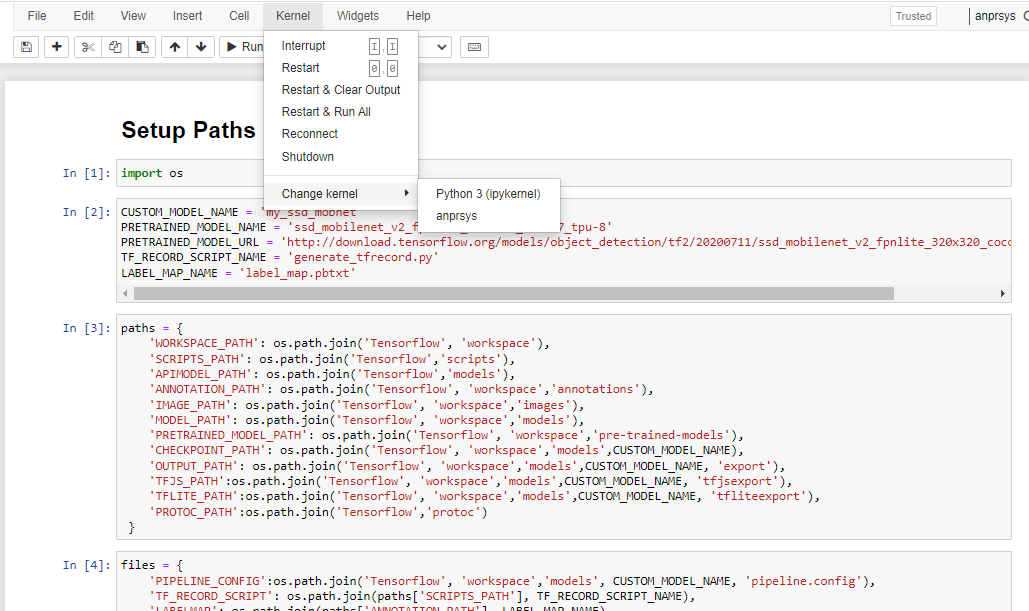 File Edit View Insert Cell Kernel Widgets Help Trusted anprsys
Run
Interrupt I , I
Restart 0 , 0
Restart & Clear Output
Restart & Run All
Reconnect
Shutdown
Change kernel
Python 3 (ipykernel)
anprsys
Setup Paths
In [1]: import os
In [2]: CUSTOM_MODEL_NAME = 'my_ssd_mobnet
PRETRAINED_MODEL_NAME = 'ssd_mobilenet_v2_fp 7_tpu-8'
PRETRAINED_MODEL_URL = 'http://download.tensorflow.org/models/object_detection/tf2/20200711/ssd_mobilenet_v2_fpnlite_320x320_coco
TF_RECORD_SCRIPT_NAME = 'generate_tfrecord.py'
LABEL_MAP_NAME = 'label_map.pbtxt'
In [3]: paths = {
'WORKSPACE_PATH': os.path.join('Tensorflow', 'workspace'),
'SCRIPTS_PATH': os.path.join('Tensorflow','scripts'),
'APIMODEL_PATH': os.path.join('Tensorflow','models'),
'ANNOTATION_PATH': os.path.join('Tensorflow', 'workspace','annotations'),
'IMAGE_PATH': os.path.join('Tensorflow', 'workspace','images'),
'MODEL_PATH': os.path.join('Tensorflow', 'workspace','models'),
'PRETRAINED_MODEL_PATH': os.path.join('Tensorflow', 'workspace','pre-trained-models'),
'CHECKPOINT_PATH': os.path.join('Tensorflow', 'workspace','models',CUSTOM_MODEL_NAME),
'OUTPUT_PATH': os.path.join('Tensorflow', 'workspace','models',CUSTOM_MODEL_NAME, 'export'),
'TFJS_PATH':os.path.join('Tensorflow', 'workspace','models',CUSTOM_MODEL_NAME, 'tfjsexport'),
'TFLITE_PATH':os.path.join('Tensorflow', 'workspace','models',CUSTOM_MODEL_NAME, 'tfliteexport'),
'PROTOC_PATH':os.path.join('Tensorflow','protoc')
}
In [4]: files = {
'PIPELINE_CONFIG':os.path.join('Tensorflow', 'workspace','models', CUSTOM_MODEL_NAME, 'pipeline.config'),
'TF_RECORD_SCRIPT': os.path.join(paths['SCRIPTS_PATH'], TF_RECORD_SCRIPT_NAME),
'LABELMAP': os.path.join(paths['ANNOTATION_PATH'], LABEL_MAP_NAME)